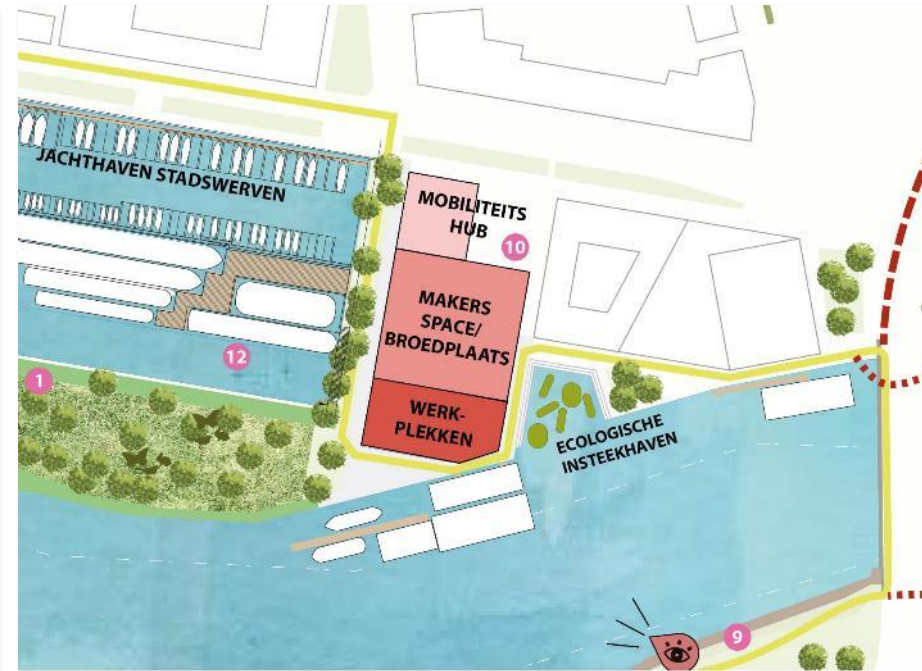 JACHTHAVEN STADSWERVEN
MOBILITEITS
HUB
10
MAKERS
SPACE/
BROEDPLAATS
12
1
WERK-
PLEKKEN
ECOLOGISCHE
INSTEEKHAVEN
9